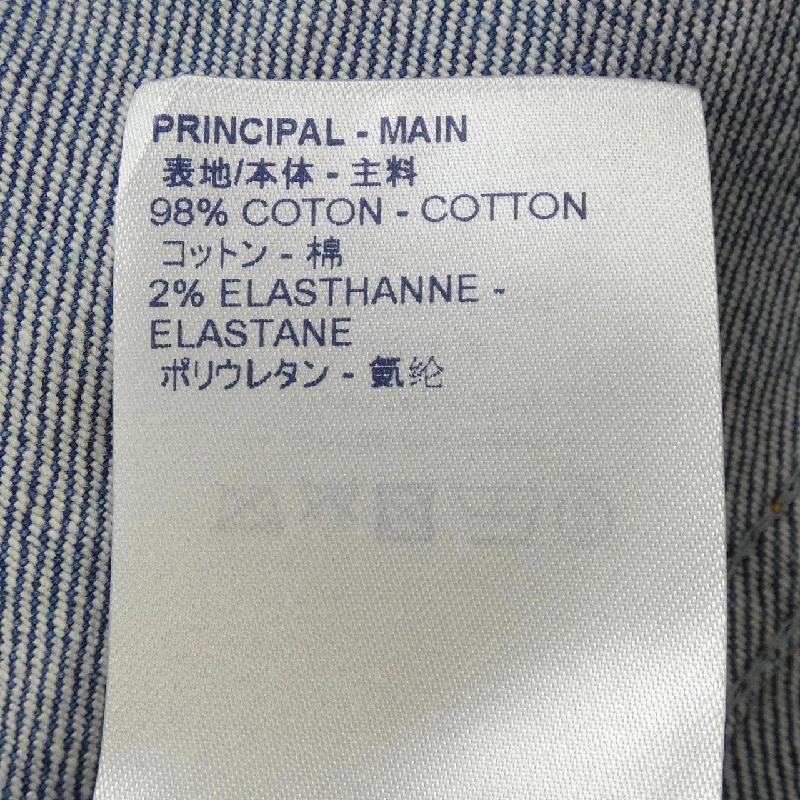 PRINCIPAL - MAIN
表地/本体 - 主料
98% COTON - COTTON
コットン - 棉
2% ELASTHANNE -
ELASTANE
ポリウレタン - 氨纶